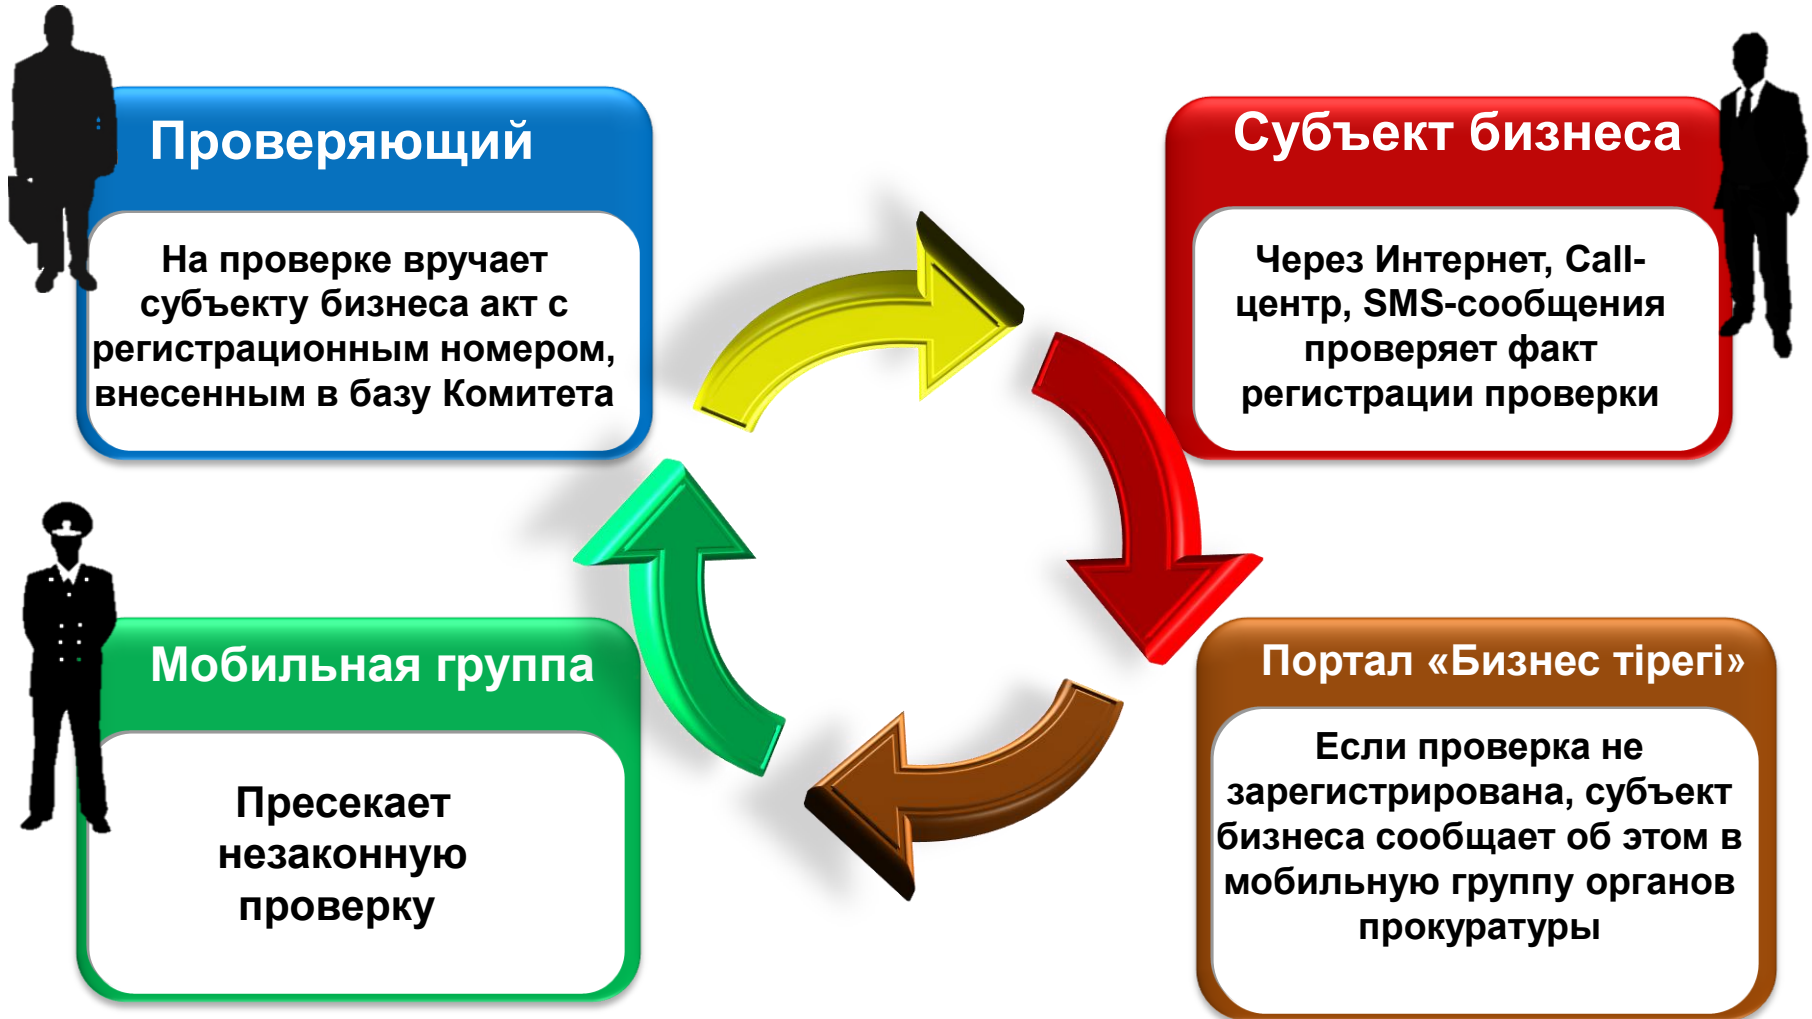 Проверяющий
На проверке вручает
субъекту бизнеса акт с
регистрационным номером,
внесенным в базу Комитета
Субъект бизнеса
Через Интернет, Call-
центр, SMS-сообщения
проверяет факт
регистрации проверки
Мобильная группа
Пресекает
незаконную
проверку
Портал «Бизнес тірегі»
Если проверка не
зарегистрирована, субъект
бизнеса сообщает об этом в
мобильную группу органов
прокуратуры